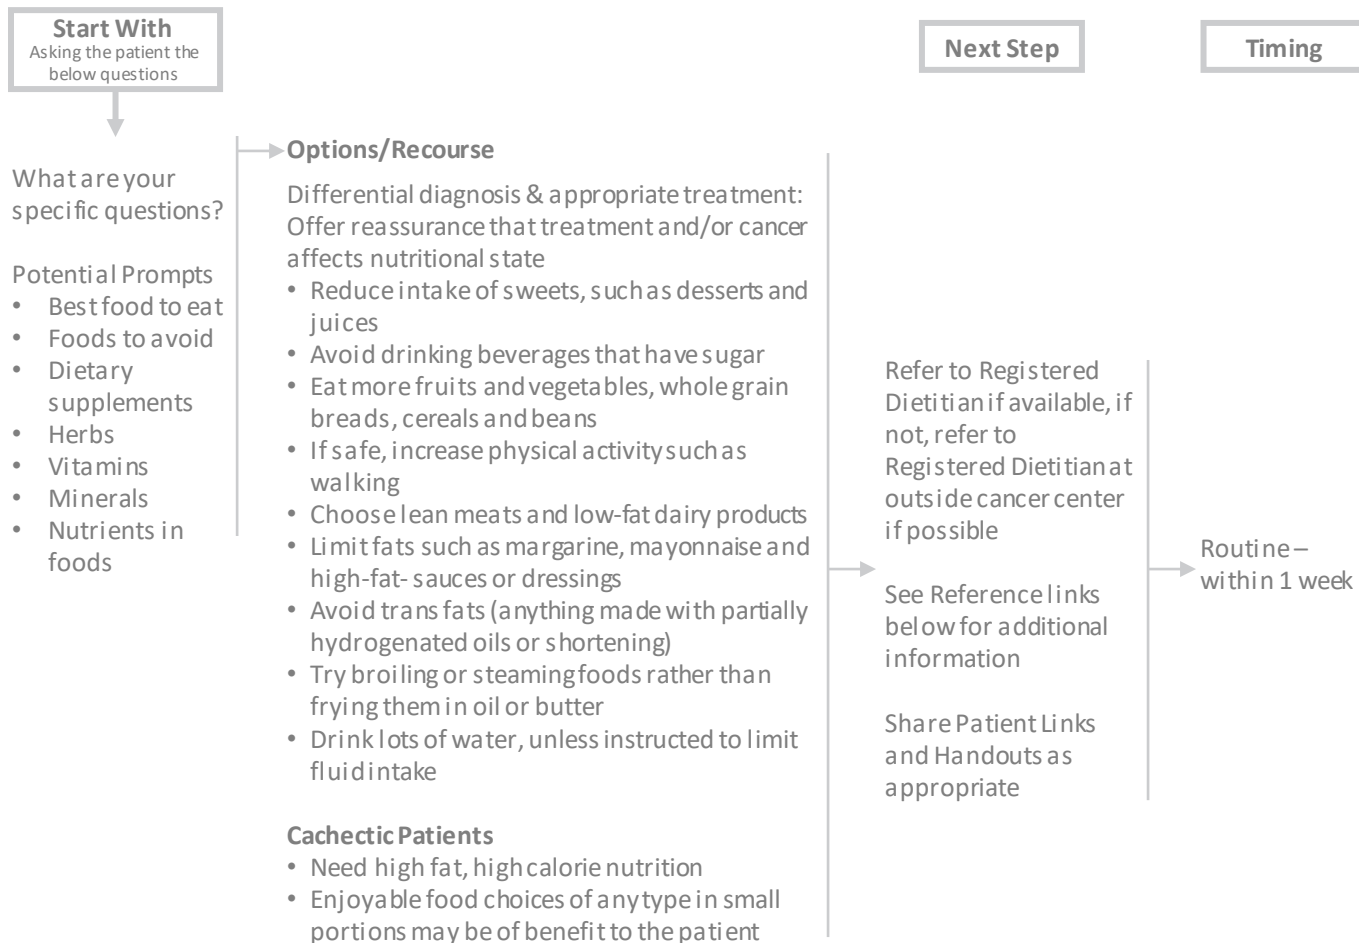 Start With
Asking the patient the
below questions
Next Step
Timing
What are your
specific questions?
Potential Prompts
• Best food to eat
• Foods to avoid
• Dietary
supplements
• Herbs
• Vitamins
• Minerals
• Nutrients in
foods
Options/Recourse
Differential diagnosis & appropriate treatment:
Offer reassurance that treatment and/or cancer
affects nutritional state
• Reduce intake of sweets, such as desserts and
juices
• Avoid drinking beverages that have sugar
• Eat more fruits and vegetables, whole grain
breads, cereals and beans
• If safe, increase physical activity such as
walking
• Choose lean meats and low-fat dairy products
• Limit fats such as margarine, mayonnaise and
high-fat- sauces or dressings
• Avoid trans fats (anything made with partially
hydrogenated oils or shortening)
• Try broiling or steaming foods rather than
frying them in oil or butter
• Drink lots of water, unless instructed to limit
fluid intake
Cachectic Patients
• Need high fat, high calorie nutrition
• Enjoyable food choices of any type in small
portions may be of benefit to the patient
Refer to Registered
Dietitian if available, if
not, refer to
Registered Dietitian at
outside cancer center
if possible
See Reference links
below for additional
information
Share Patient Links
and Handouts as
appropriate
Routine –
within 1 week